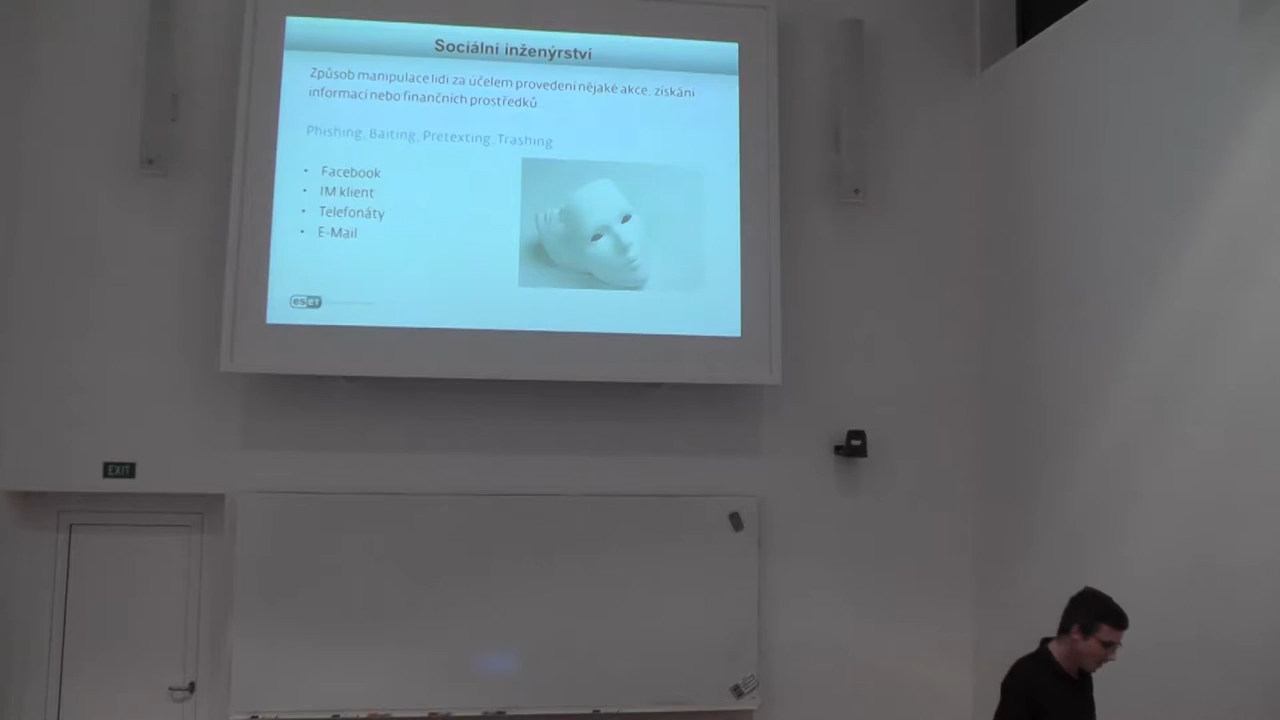 Sociální inženýrství
Způsob manipulace lidí za účelem provedení nějaké akce, získání
informací nebo finančních prostředků
Phishing, Baiting, Pretexting, Trashing
• Facebook
• IM klient
• Telefonáty
• E-Mail
eset
EXIT